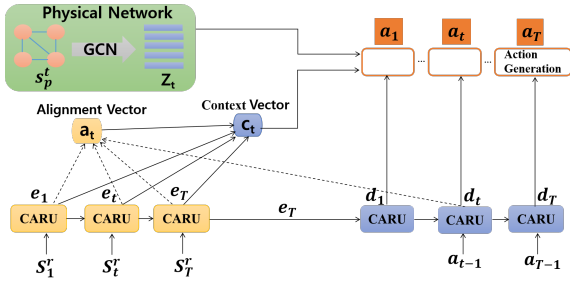 Physical Network
GCN
s_p^t
Z_t
a_1
a_t
a_T
...
...
Action
Generation
Alignment Vector
Context Vector
a_t
c_t
e_1
e_t
e_T
e_T
d_1
d_t
d_T
CARU
CARU
CARU
CARU
CARU
CARU
S_1^r
S_t^r
S_T^r
a_{t-1}
a_{T-1}